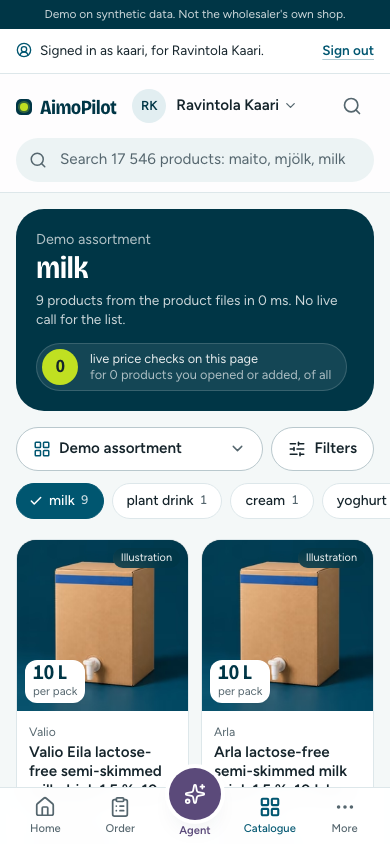 Demo on synthetic data. Not the wholesaler's own shop.
Signed in as kaari, for Ravintola Kaari.
Sign out
AimoPilot
RK
Ravintola Kaari
Search 17 546 products: maito, mjölk, milk
Demo assortment
milk
9 products from the product files in 0 ms. No live
call for the list.
0
live price checks on this page
for 0 products you opened or added, of all
Demo assortment
Filters
milk 9
plant drink 1
cream 1
yoghurt
Illustration
Illustration
10 L
per pack
10 L
per pack
Valio
Arla
Valio Eila lactose-
free semi-skimmed
Arla lactose-free
semi-skimmed milk
Home
Order
Agent
Catalogue
More